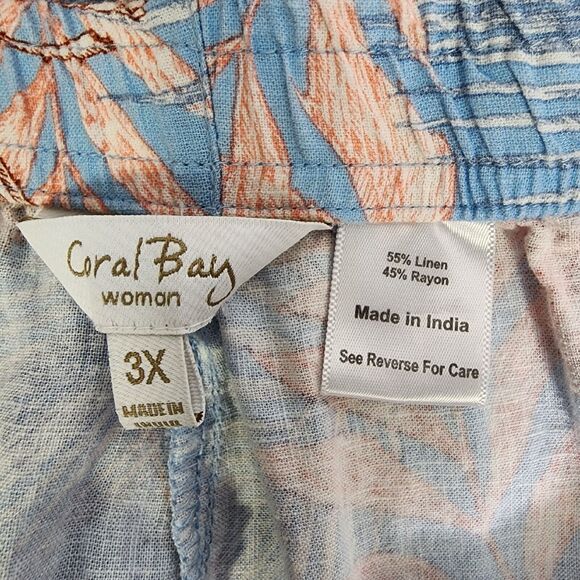 Coral Bay
woman
3X
MADE IN
55% Linen
45% Rayon
Made in India
See Reverse For Care